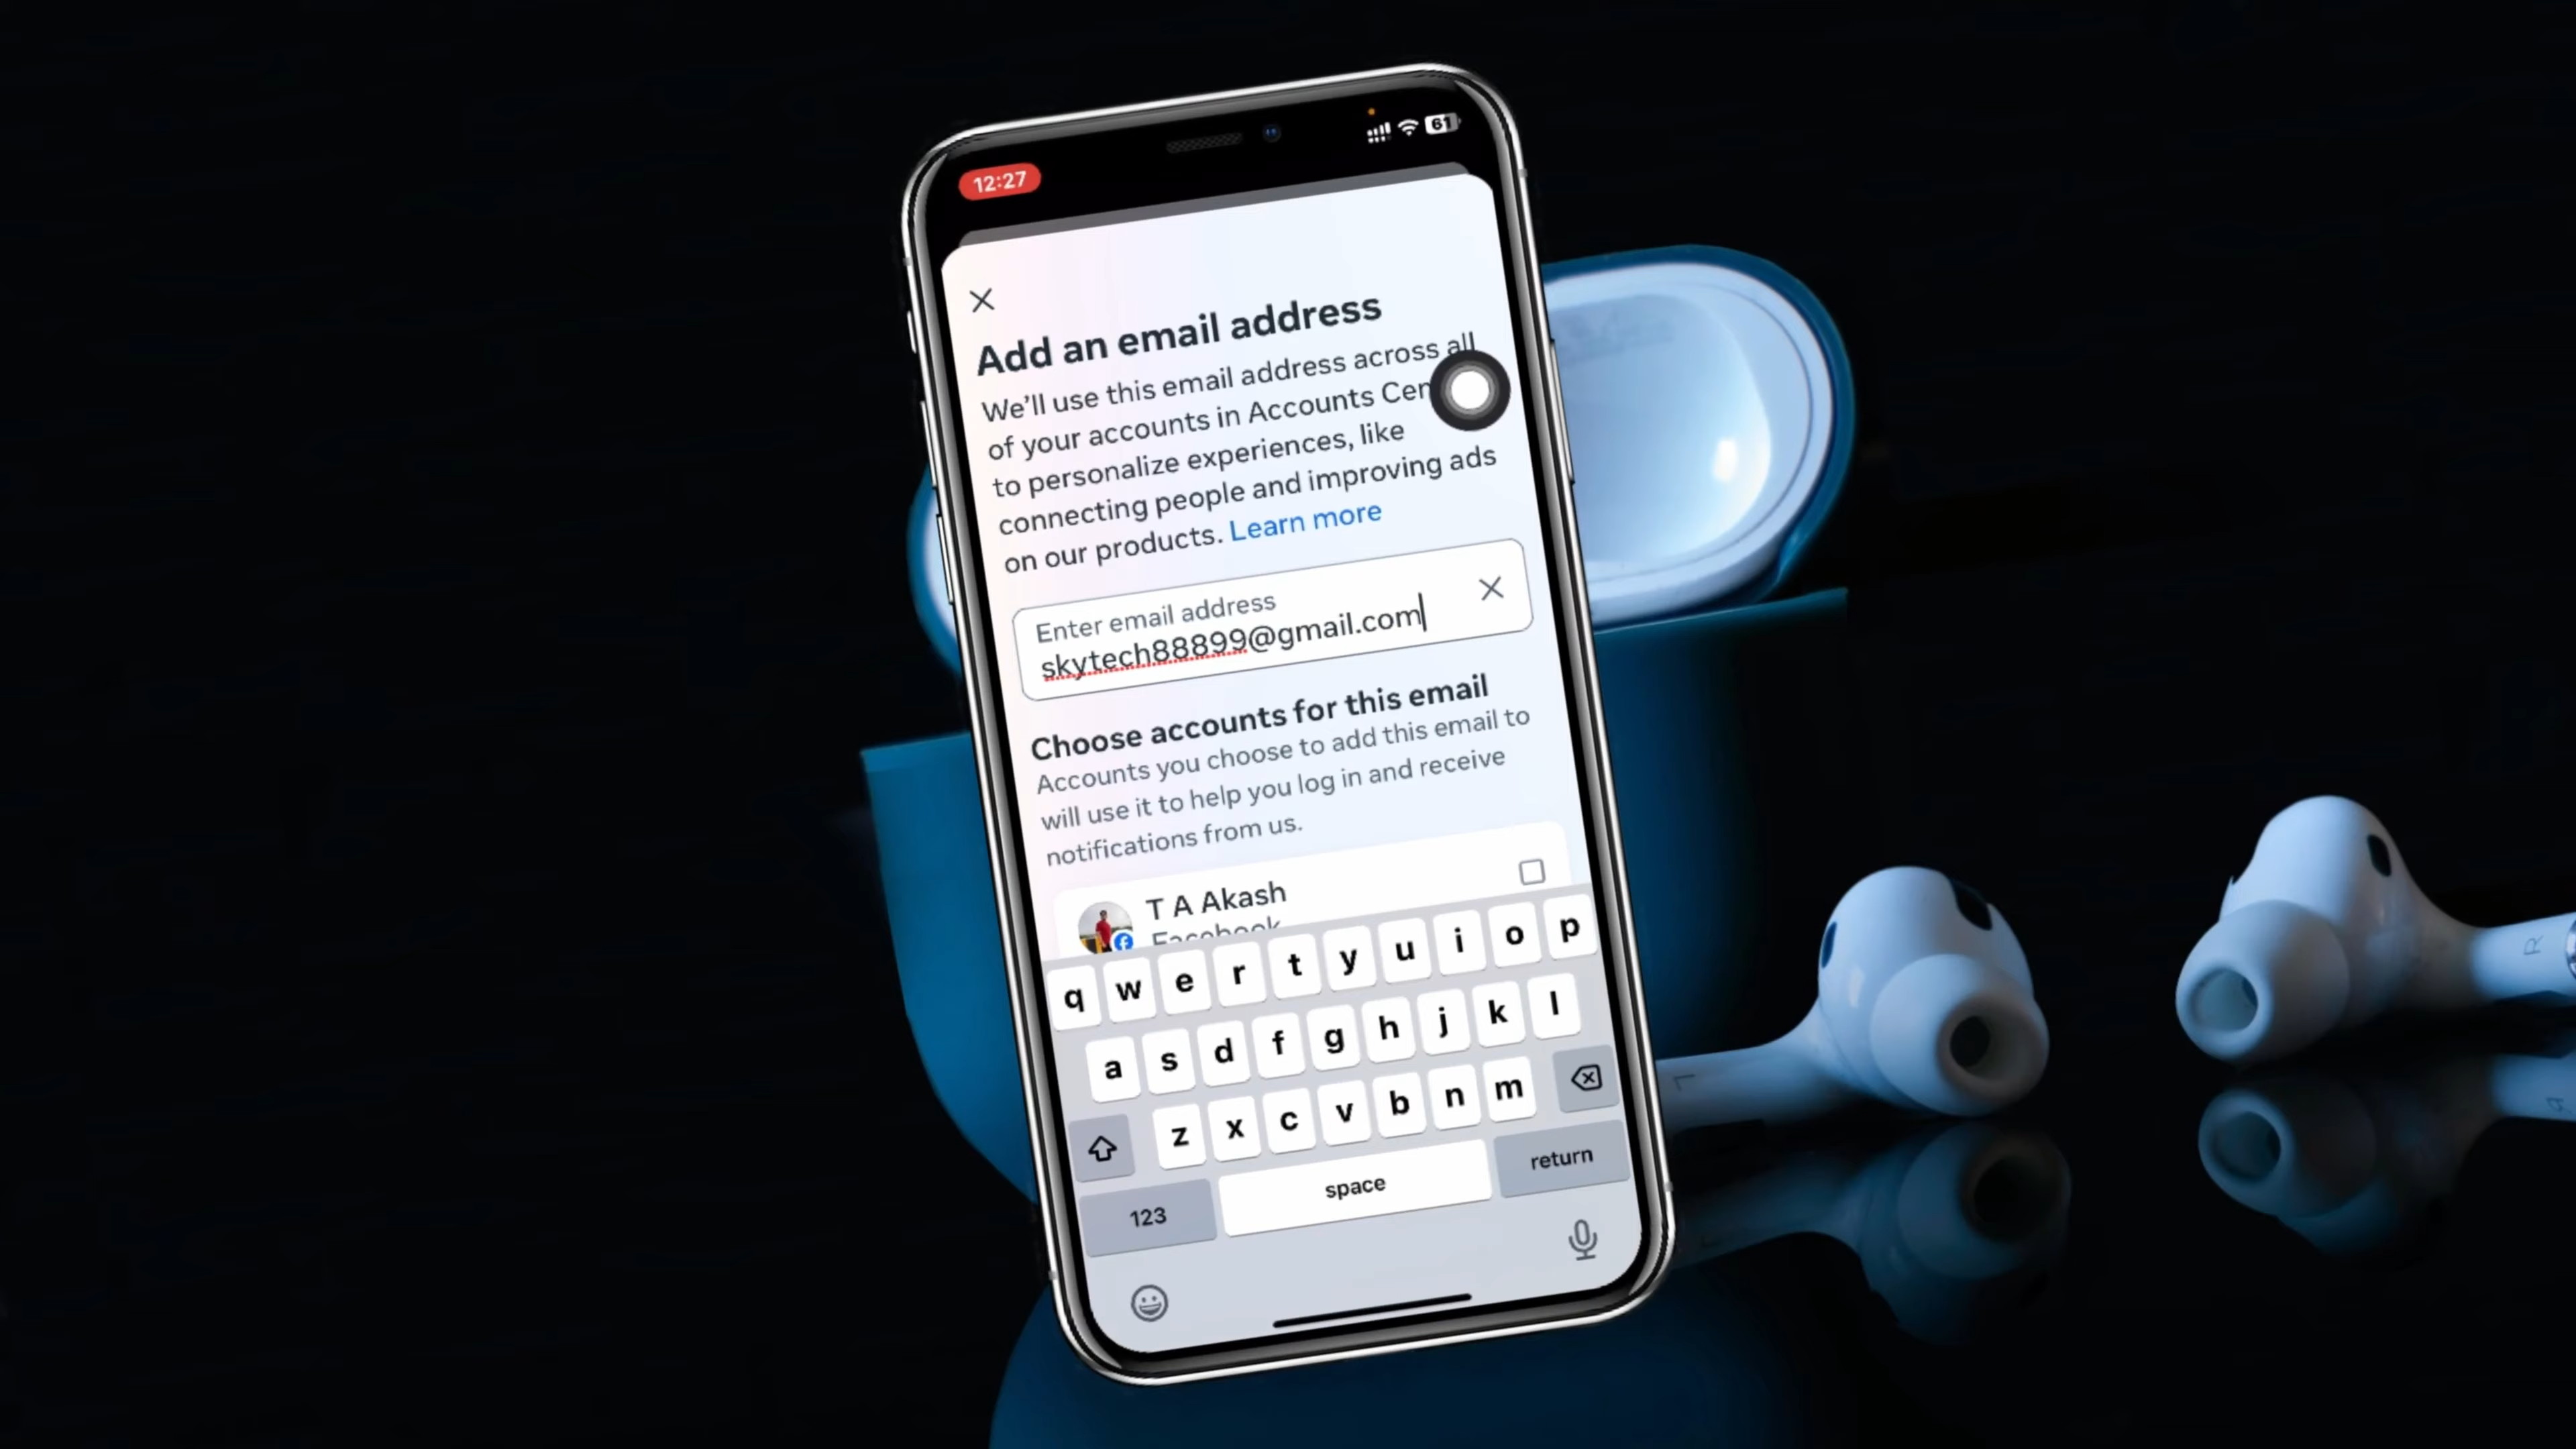 12:27
61
Add an email address
We'll use this email address across all
of your accounts in Accounts Cen
to personalize experiences, like
connecting people and improving ads
on our products. Learn more
Enter email address
skytech88899@gmail.com
Choose accounts for this email
Accounts you choose to add this email to
will use it to help you log in and receive
notifications from us.
T A Akash
Facebook
q w e r t y u i o p
a s d f g h j k l
z x c v b n m
123 space return
L
R